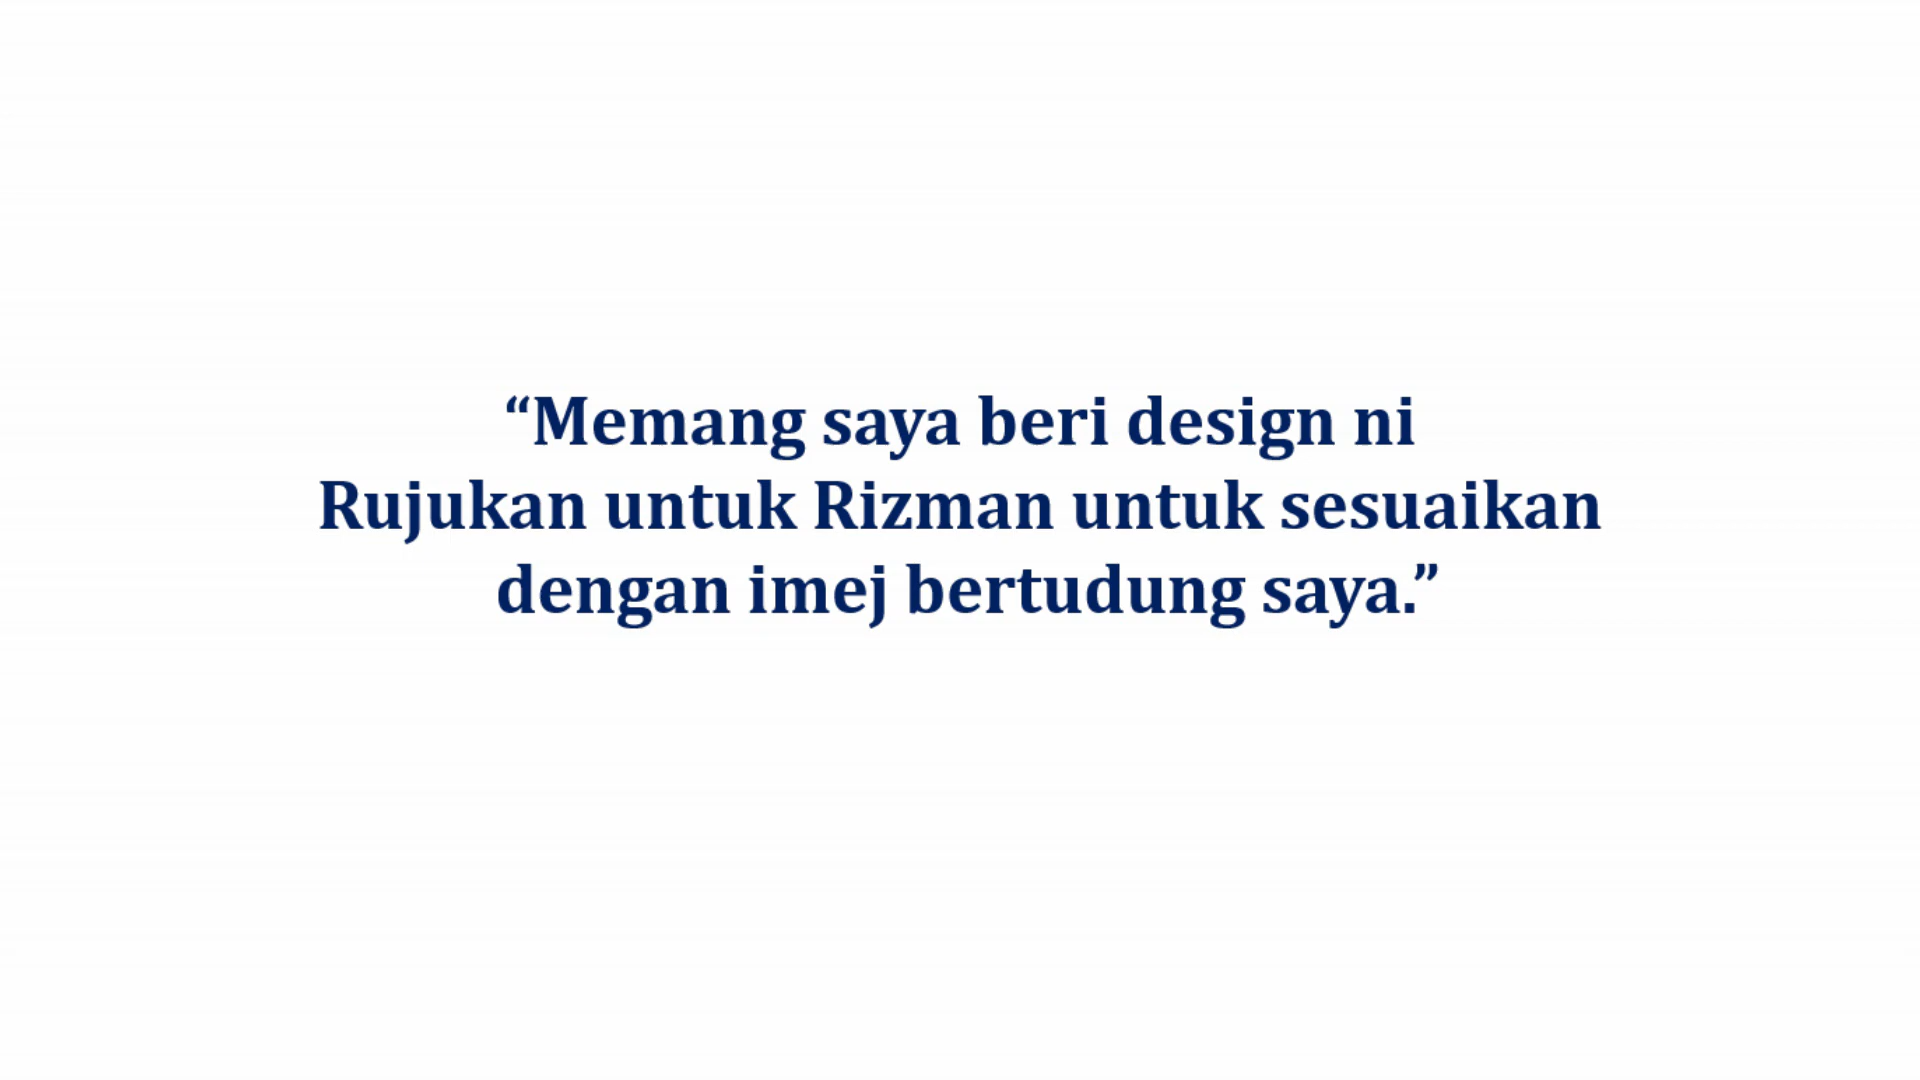 “Memang saya beri design ni
Rujukan untuk Rizman untuk sesuaikan
dengan imej bertudung saya.”